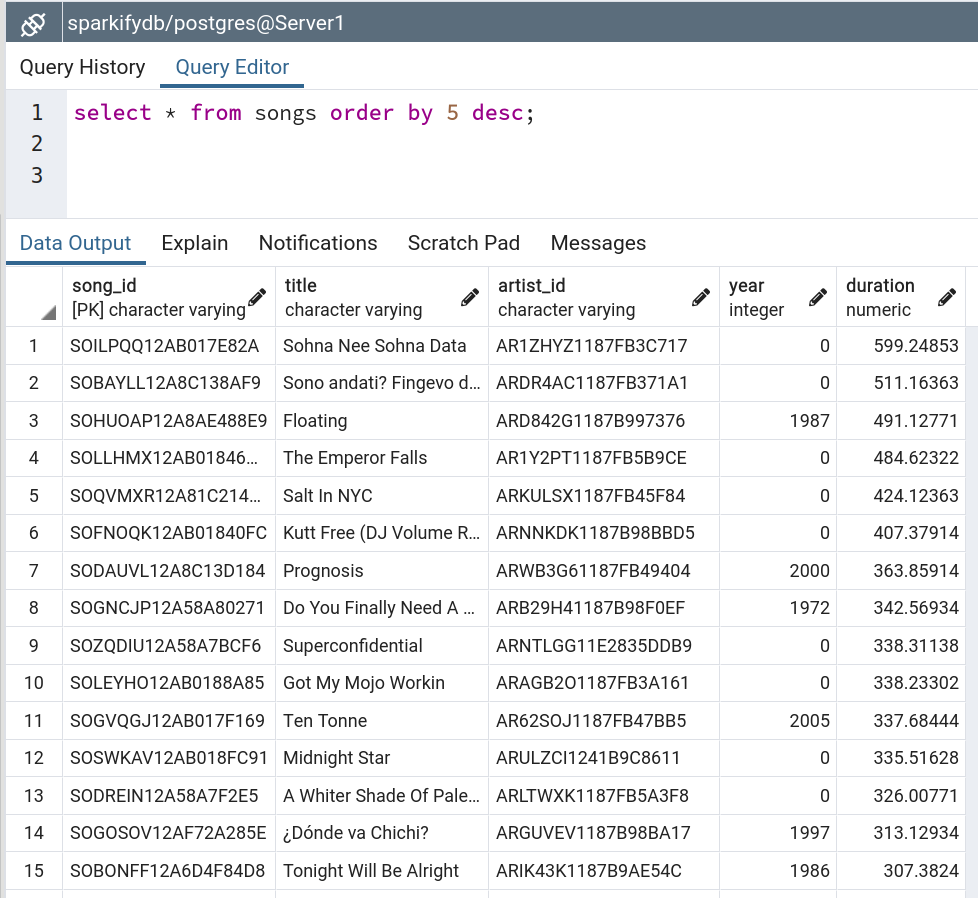 sparkifydb/postgres@Server1
Query History Query Editor
1 select * from songs order by 5 desc;
2
3
Data Output Explain Notifications Scratch Pad Messages
song_id title artist_id year duration
[PK] character varying character varying character varying integer numeric
1 SOILPQQ12AB017E82A Sohna Nee Sohna Data AR1ZHYZ1187FB3C717 0 599.24853
2 SOBAYLL12A8C138AF9 Sono andati? Fingevo d... ARDR4AC1187FB371A1 0 511.16363
3 SOHUOAP12A8AE488E9 Floating ARD842G1187B997376 1987 491.12771
4 SOLLHMX12AB01846... The Emperor Falls AR1Y2PT1187FB5B9CE 0 484.62322
5 SOQVMXR12A81C214... Salt In NYC ARKULSX1187FB45F84 0 424.12363
6 SOFNOQK12AB01840FC Kutt Free (DJ Volume R... ARNNKDK1187B98BBD5 0 407.37914
7 SODAUVL12A8C13D184 Prognosis ARWB3G61187FB49404 2000 363.85914
8 SOGNCJP12A58A80271 Do You Finally Need A ... ARB29H41187B98F0EF 1972 342.56934
9 SOZQDIU12A58A7BCF6 Superconfidential ARNTLGG11E2835DDB9 0 338.31138
10 SOLEYHO12AB0188A85 Got My Mojo Workin ARAGB2O1187FB3A161 0 338.23302
11 SOGVQGJ12AB017F169 Ten Tonne AR62SOJ1187FB47BB5 2005 337.68444
12 SOSWKAV12AB018FC91 Midnight Star ARULZCI1241B9C8611 0 335.51628
13 SODREIN12A58A7F2E5 A Whiter Shade Of Pale... ARLTWXK1187FB5A3F8 0 326.00771
14 SOGOSOV12AF72A285E ¿Dónde va Chichi? ARGUVEV1187B98BA17 1997 313.12934
15 SOBONFF12A6D4F84D8 Tonight Will Be Alright ARIK43K1187B9AE54C 1986 307.3824